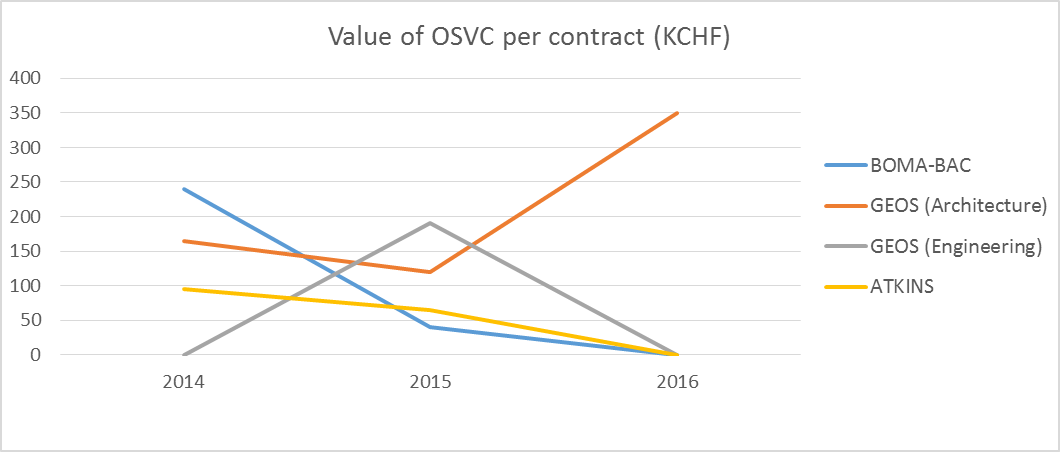 Value of OSVC per contract (KCHF)
400
350
300
250
200
150
100
50
0
2014 2015 2016
BOMA-BAC
GEOS (Architecture)
GEOS (Engineering)
ATKINS